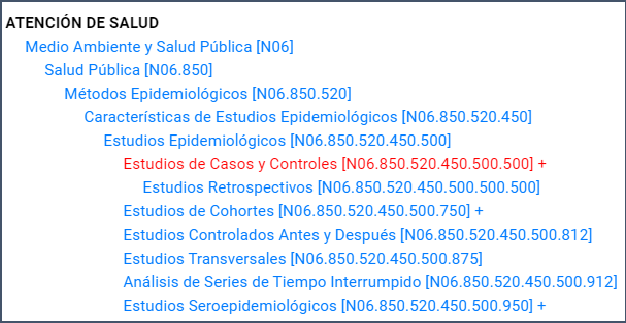 ATENCIÓN DE SALUD
Medio Ambiente y Salud Pública [N06]
Salud Pública [N06.850]
Métodos Epidemiológicos [N06.850.520]
Características de Estudios Epidemiológicos [N06.850.520.450]
Estudios Epidemiológicos [N06.850.520.450.500]
Estudios de Casos y Controles [N06.850.520.450.500.500] +
Estudios Retrospectivos [N06.850.520.450.500.500.500]
Estudios de Cohortes [N06.850.520.450.500.750] +
Estudios Controlados Antes y Después [N06.850.520.450.500.812]
Estudios Transversales [N06.850.520.450.500.875]
Análisis de Series de Tiempo Interrumpido [N06.850.520.450.500.912]
Estudios Seroepidemiológicos [N06.850.520.450.500.950] +